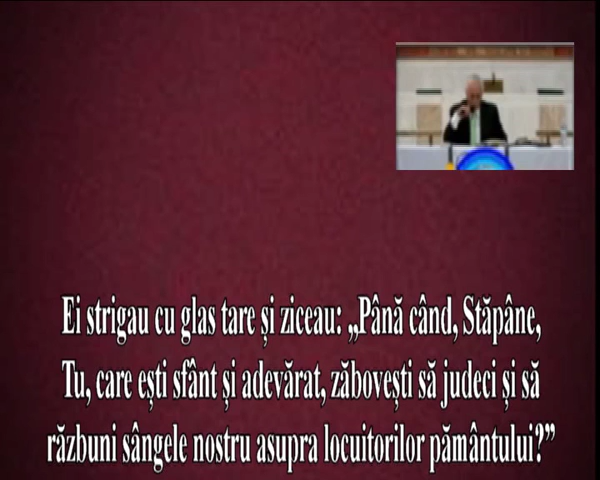 Ei strigau cu glas tare și ziceau: „Până când, Stăpâne,
Tu, care ești sfânt și adevărat, zăbovești să judeci și să
răzbuni sângele nostru asupra locuitorilor pământului?”